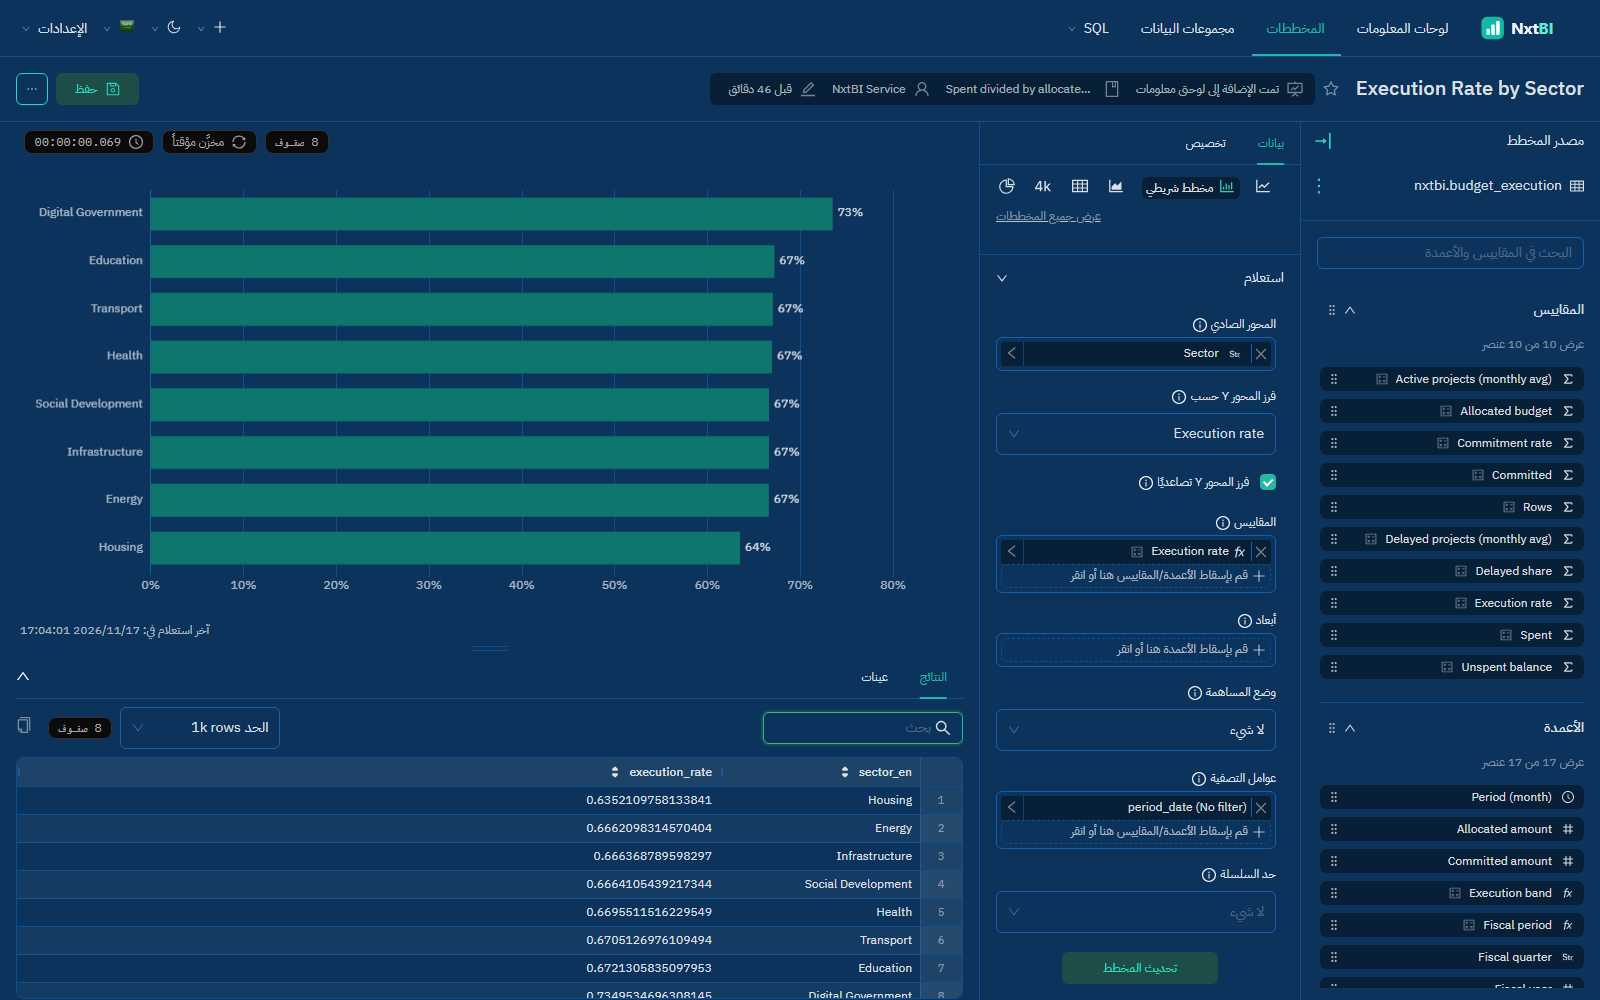 NxtBI
لوحات المعلومات
المخططات
مجموعات البيانات
SQL
الإعدادات
Execution Rate by Sector
تمت الإضافة إلى لوحتي معلومات
Spent divided by allocate...
NxtBI Service
قبل 46 دقائق
حفظ
مصدر المخطط
nxtbi.budget_execution
البحث في المقاييس والأعمدة
المقاييس
عرض 10 من 10 عنصر
Active projects (monthly avg)
Allocated budget
Commitment rate
Committed
Rows
Delayed projects (monthly avg)
Delayed share
Execution rate
Spent
Unspent balance
الأعمدة
عرض 17 من 17 عنصر
Period (month)
Allocated amount
Committed amount
Execution band
Fiscal period
Fiscal quarter
Fiscal year
بيانات
تخصيص
مخطط شريطي
4k
عرض جميع المخططات
استعلام
المحور الصادي
Sector
Str
فرز المحور Y حسب
Execution rate
فرز المحور Y تصاعديًا
المقاييس
Execution rate
قم بإسقاط الأعمدة/المقاييس هنا أو انقر
أبعاد
قم بإسقاط الأعمدة هنا أو انقر
وضع المساهمة
لا شيء
عوامل التصفية
period_date (No filter)
قم بإسقاط الأعمدة/المقاييس هنا أو انقر
حد السلسلة
لا شيء
تحديث المخطط
8 صفوف
مخزّن مؤقتاً
00:00:00.069
Digital Government 73%
Education 67%
Transport 67%
Health 67%
Social Development 67%
Infrastructure 67%
Energy 67%
Housing 64%
0% 10% 20% 30% 40% 50% 60% 70% 80%
آخر استعلام في: 2026/11/17 17:04:01
النتائج
عينات
بحث
الحد 1k rows
8 صفوف
sector_en execution_rate
1 Housing 0.6352109758133841
2 Energy 0.6662098314570404
3 Infrastructure 0.666368789598297
4 Social Development 0.6664105439217344
5 Health 0.6695511516229549
6 Transport 0.6705126976109494
7 Education 0.6721305835097953
8 Digital Government 0.7349534696308145